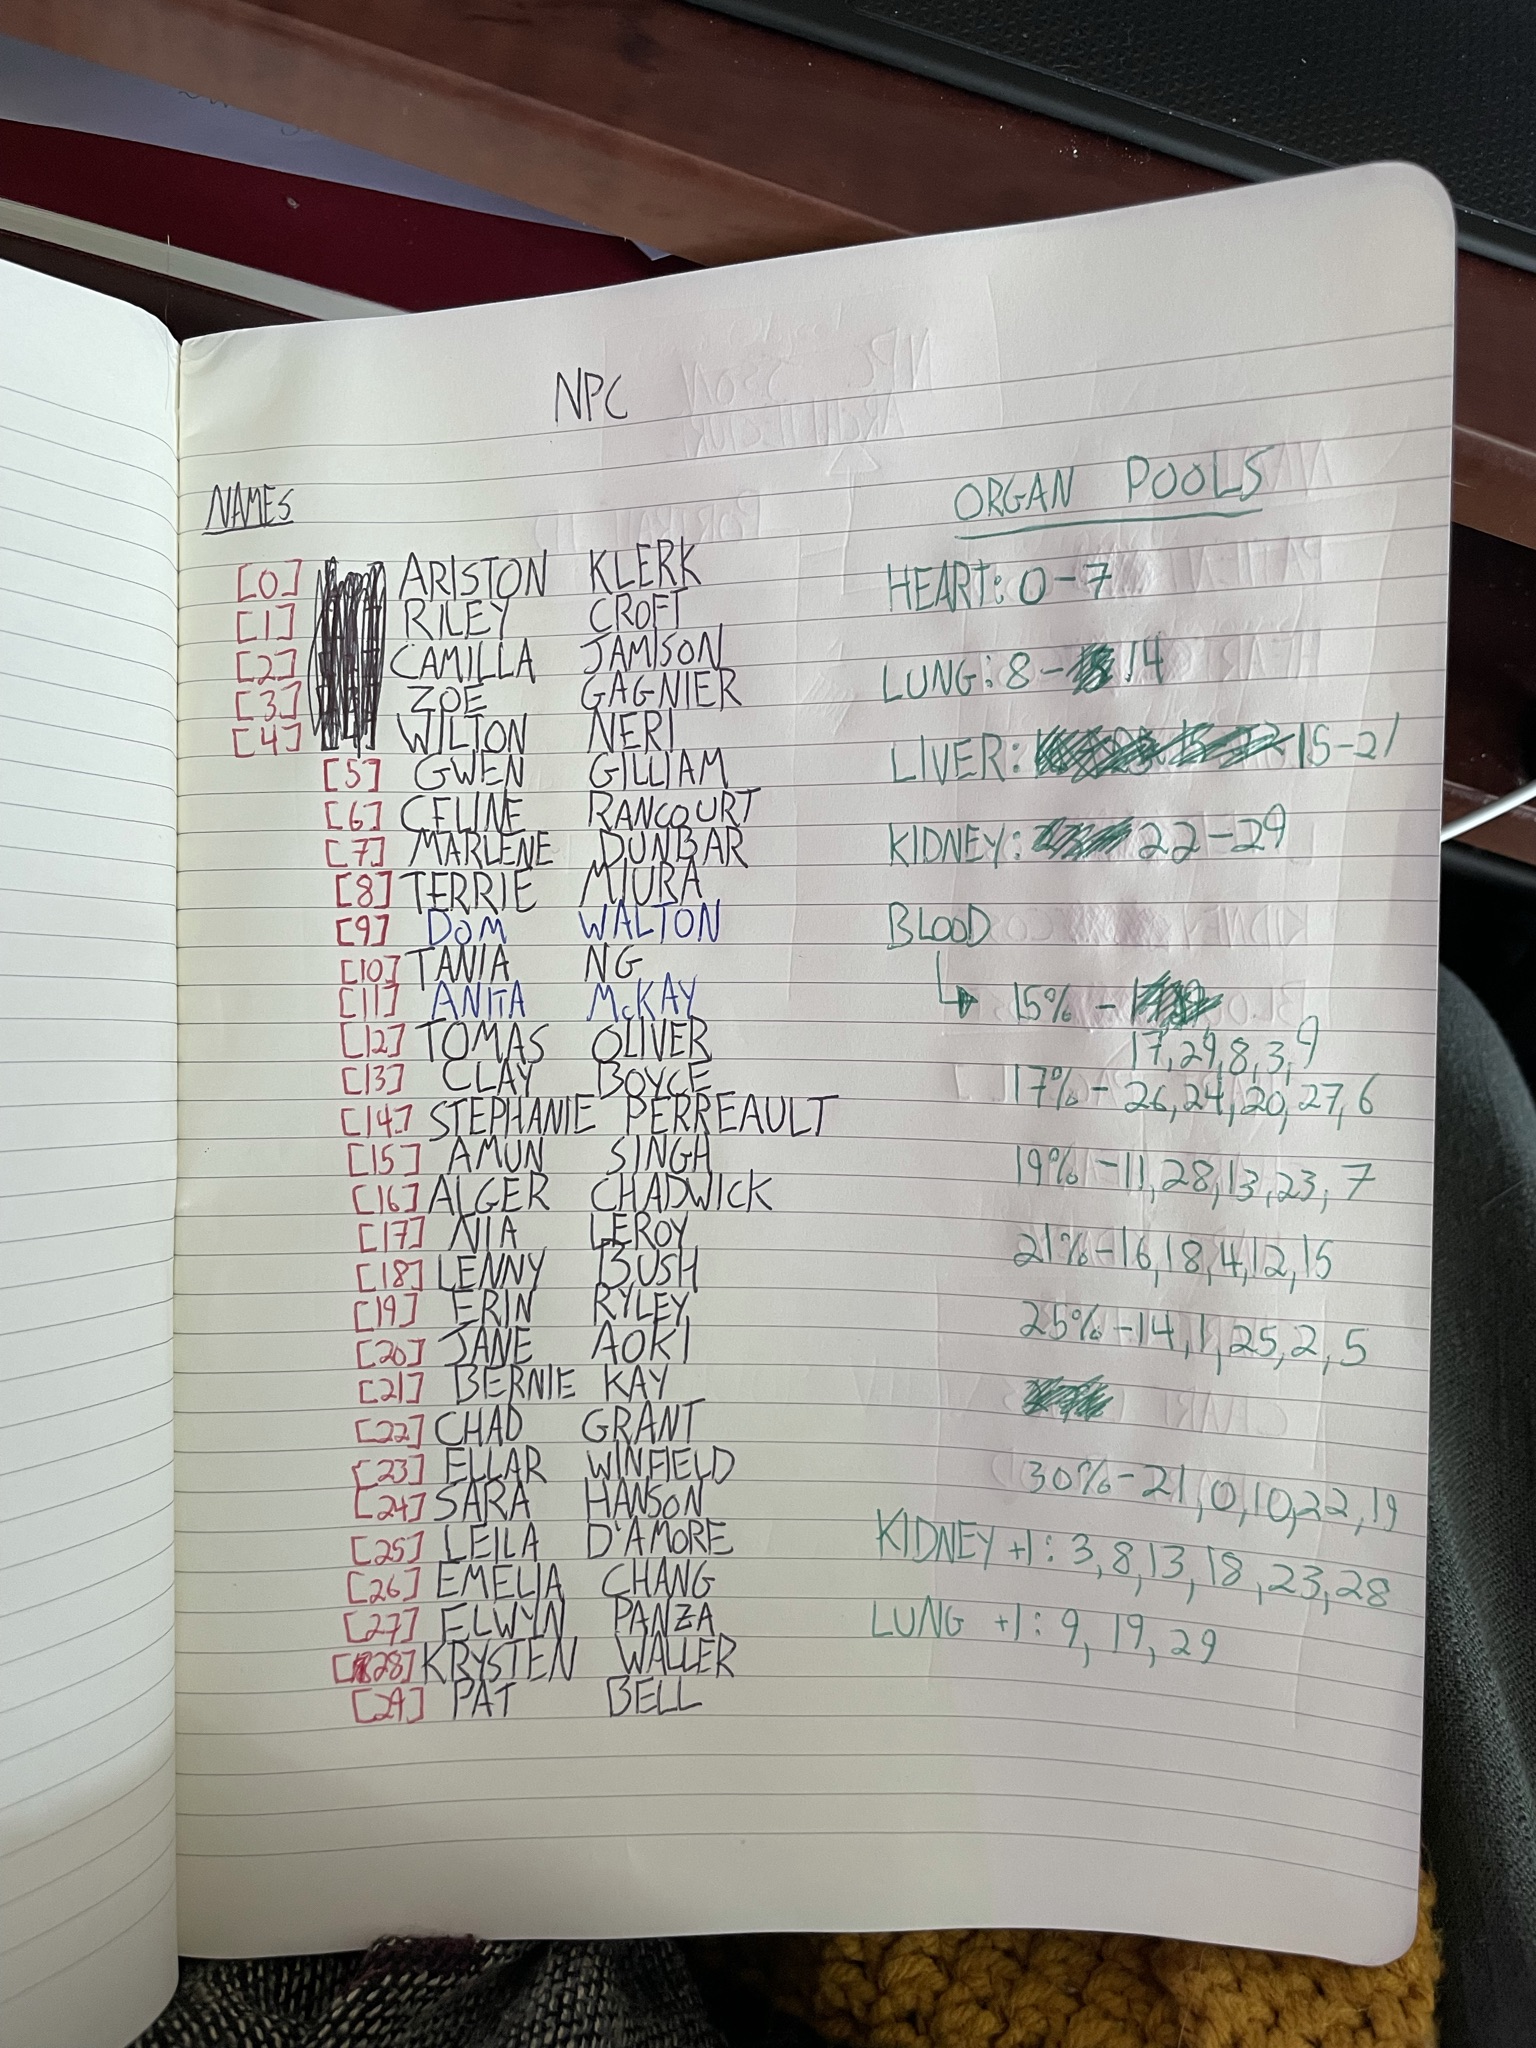 NPC
NAMES
[0] ARISTON KLERK
[1] RILEY CROFT
[2] CAMILLA JAMISON
[3] ZOE GAGNIER
[4] WILTON NERI
[5] GWEN GILLIAM
[6] CELINE RANCOURT
[7] MARLENE DUNBAR
[8] TERRIE MIURA
[9] DOM WALTON
[10] TANIA NG
[11] ANITA McKAY
[12] TOMAS OLIVER
[13] CLAY BOYCE
[14] STEPHANIE PERREAULT
[15] AMUN SINGH
[16] ALGER CHADWICK
[17] NIA LEROY
[18] LENNY BUSH
[19] ERIN RYLEY
[20] JANE AOKI
[21] BERNIE KAY
[22] CHAD GRANT
[23] ELLAR WINFIELD
[24] SARA HANSON
[25] LEILA D'AMORE
[26] EMELIA CHANG
[27] ELWYN PANZA
[28] KRYSTEN WALLER
[29] PAT BELL
ORGAN POOLS
HEART: 0-7
LUNG: 8- 14
LIVER: 15-21
KIDNEY: 22-29
BLOOD
15% -
17, 29, 8, 3, 9
17% - 26, 24, 20, 27, 6
19% - 11, 28, 13, 23, 7
21% - 16, 18, 4, 12, 15
25% - 14, 1, 25, 2, 5
30% - 21, 0, 10, 22, 19
KIDNEY +1: 3, 8, 13, 18, 23, 28
LUNG +1: 9, 19, 29